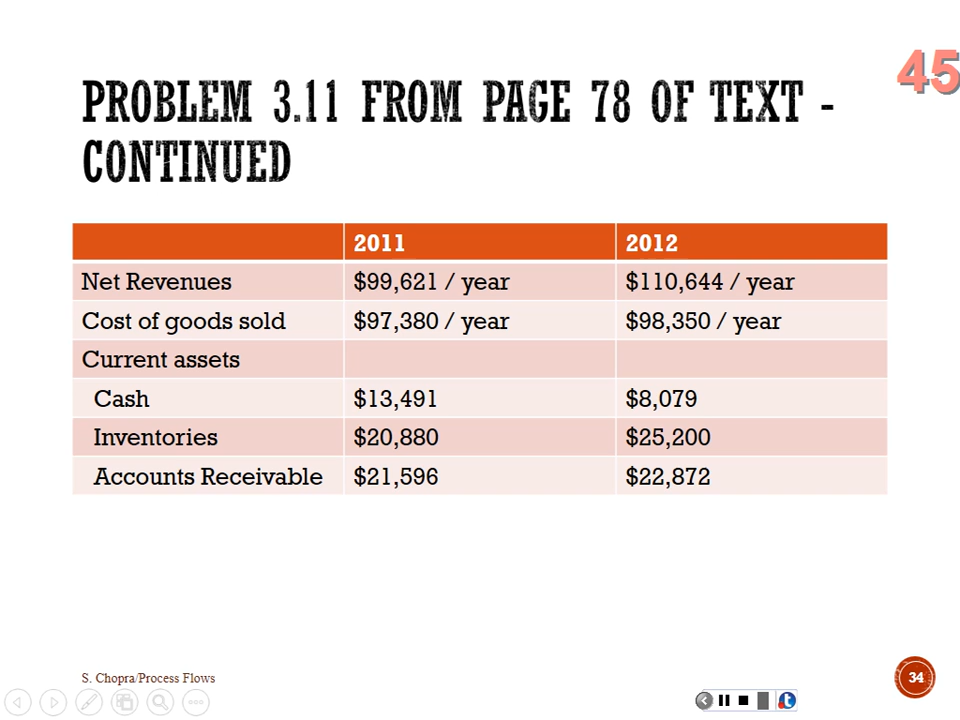 45
PROBLEM 3.11 FROM PAGE 78 OF TEXT -
CONTINUED
2011 2012
Net Revenues $99,621 / year $110,644 / year
Cost of goods sold $97,380 / year $98,350 / year
Current assets
Cash $13,491 $8,079
Inventories $20,880 $25,200
Accounts Receivable $21,596 $22,872
S. Chopra/Process Flows
34
t